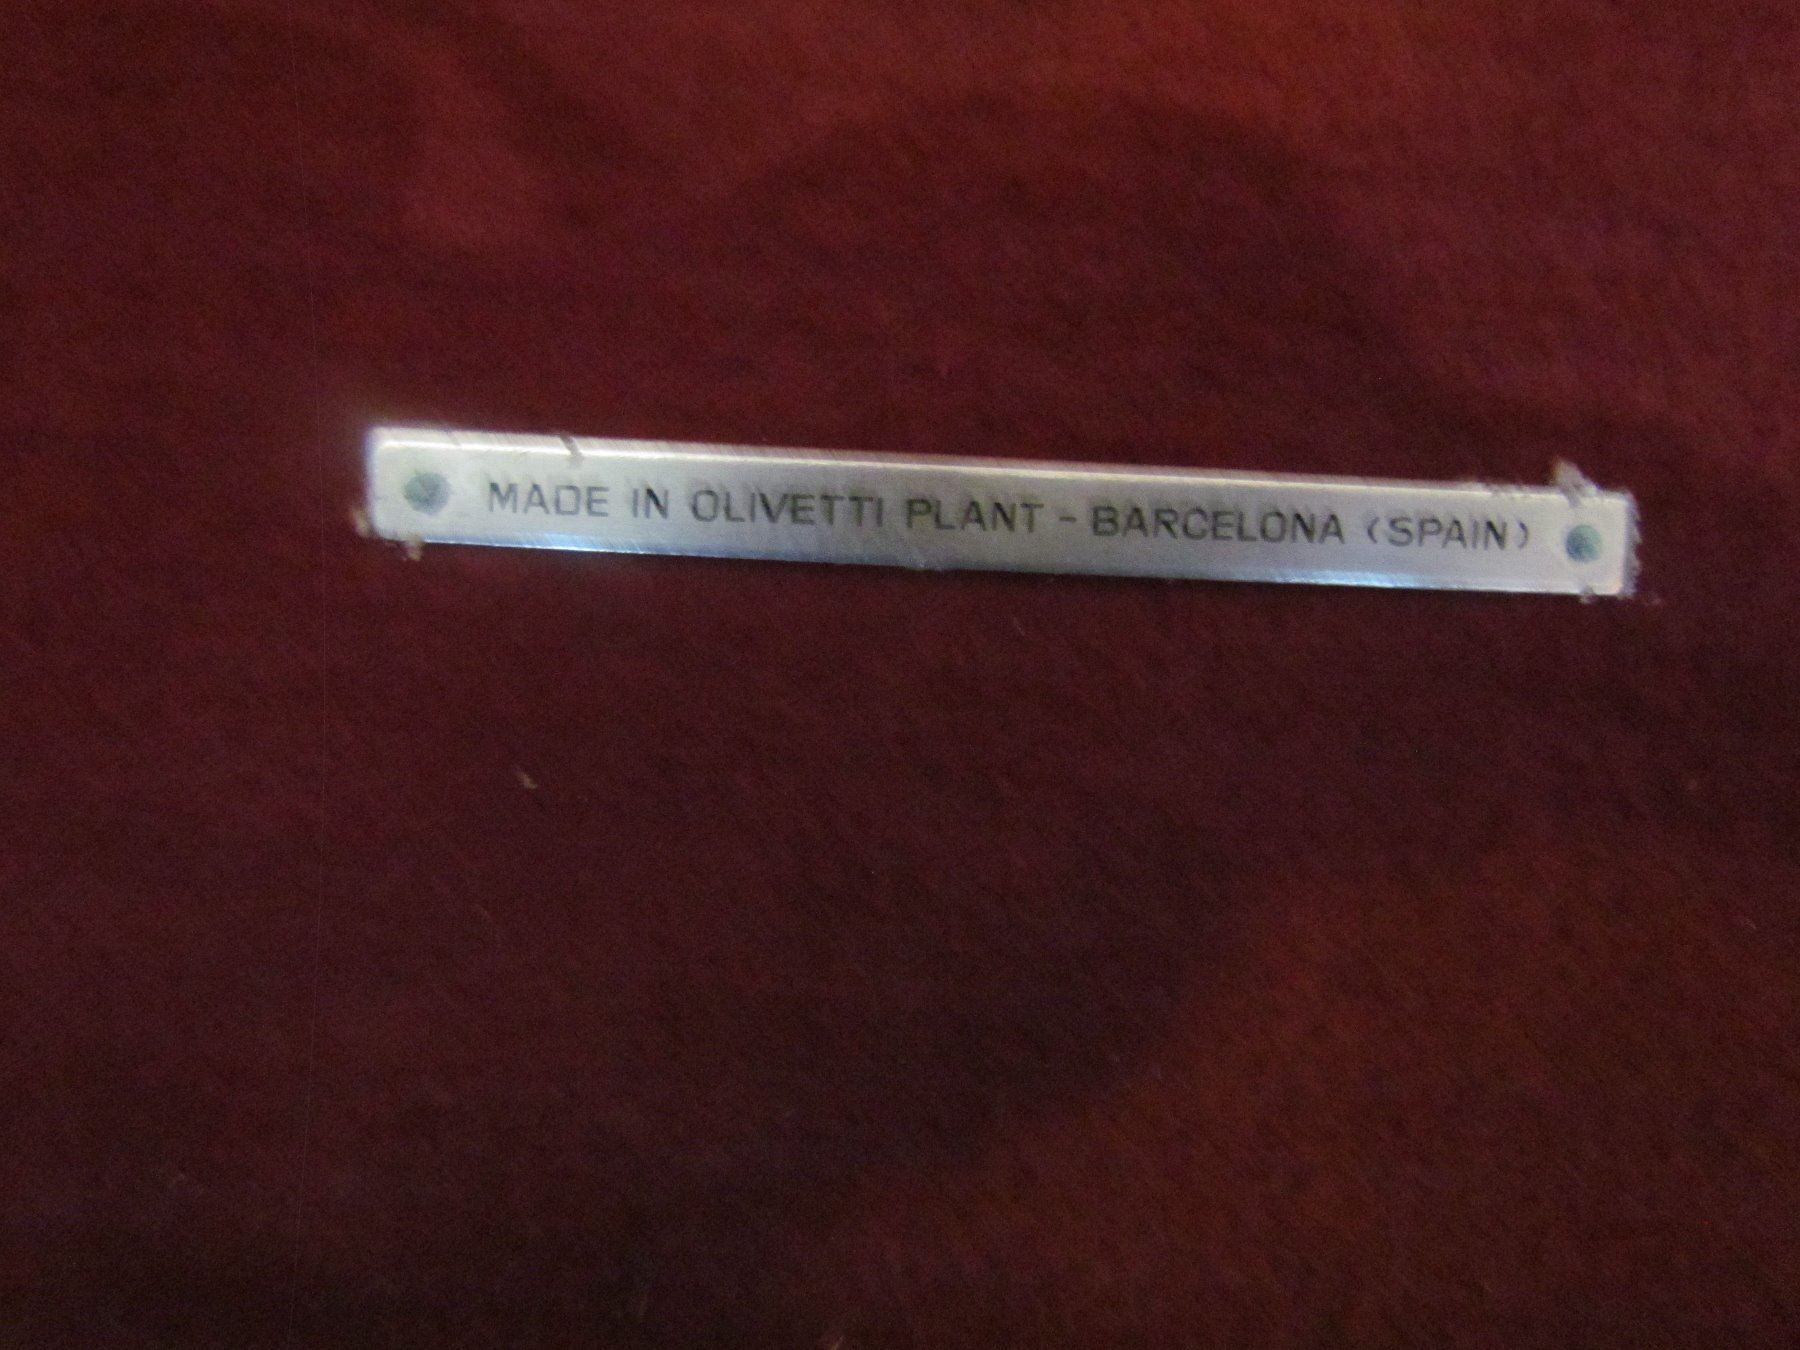 MADE IN OLIVETTI PLANT - BARCELONA (SPAIN)